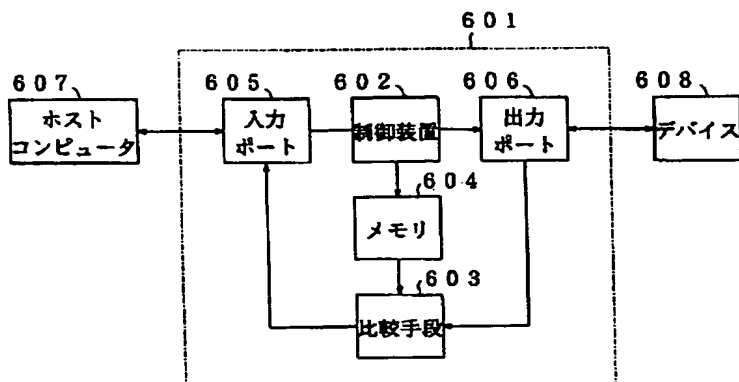 601
607
605
602
606
608
ホスト
コンピュータ
入力
ポート
制御装置
出力
ポート
デバイス
604
メモリ
603
比較手段